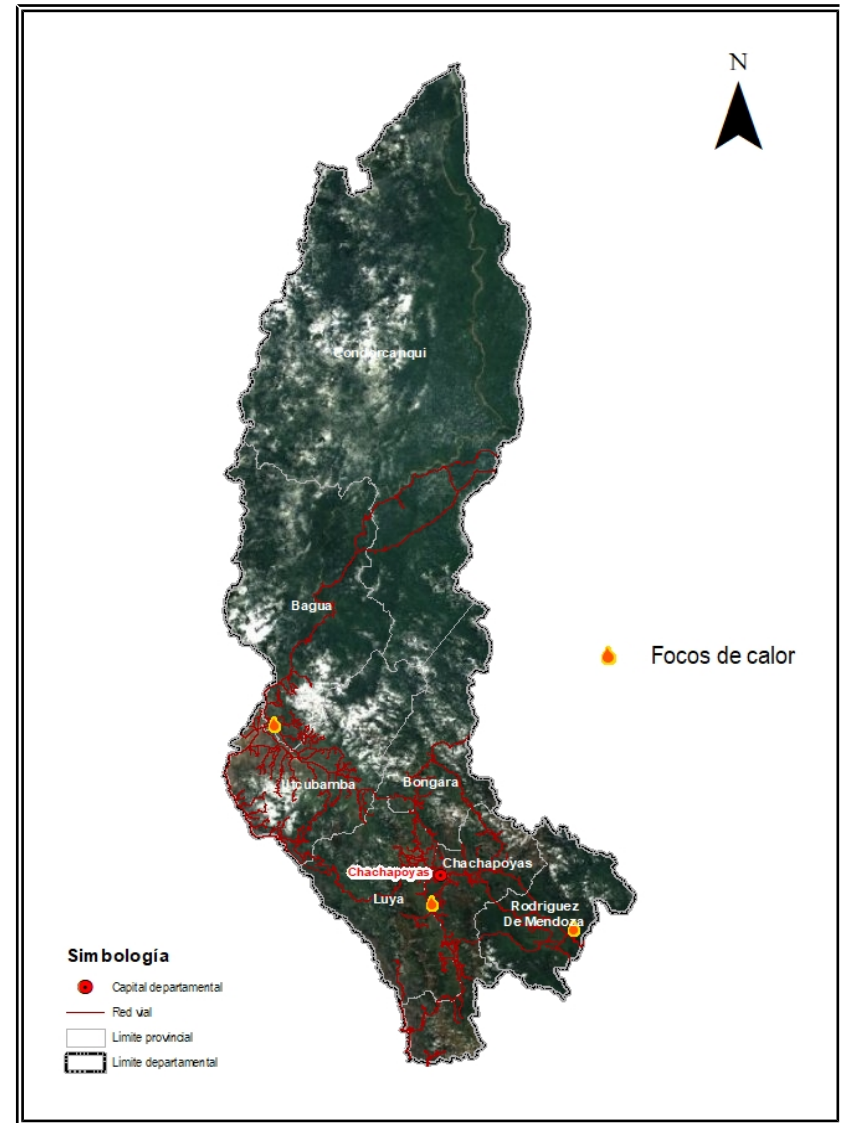 N
Condorcanqui
Bagua
Focos de calor
Utcubamba
Bongara
Chachapoyas
Chachapoyas
Luya
Rodriguez
De Mendoza
Simbología
Capital departamental
Red vial
Limite provincial
Limite departamental